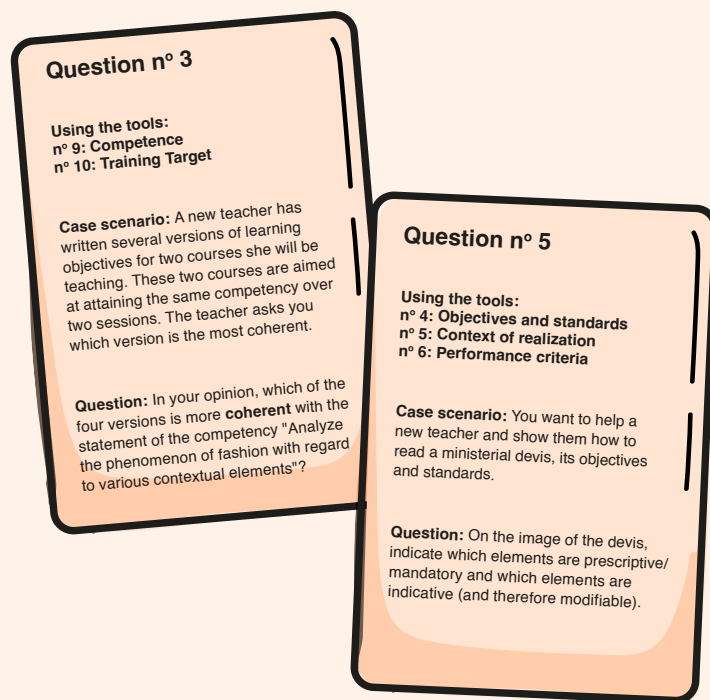 Question nº 3
Using the tools:
nº 9: Competence
nº 10: Training Target
Case scenario: A new teacher has
written several versions of learning
objectives for two courses she will be
teaching. These two courses are aimed
at attaining the same competency over
two sessions. The teacher asks you
which version is the most coherent.
Question: In your opinion, which of the
four versions is more coherent with the
statement of the competency "Analyze
the phenomenon of fashion with regard
to various contextual elements"?
Question nº 5
Using the tools:
nº 4: Objectives and standards
nº 5: Context of realization
nº 6: Performance criteria
Case scenario: You want to help a
new teacher and show them how to
read a ministerial devis, its objectives
and standards.
Question: On the image of the devis,
indicate which elements are prescriptive/
mandatory and which elements are
indicative (and therefore modifiable).